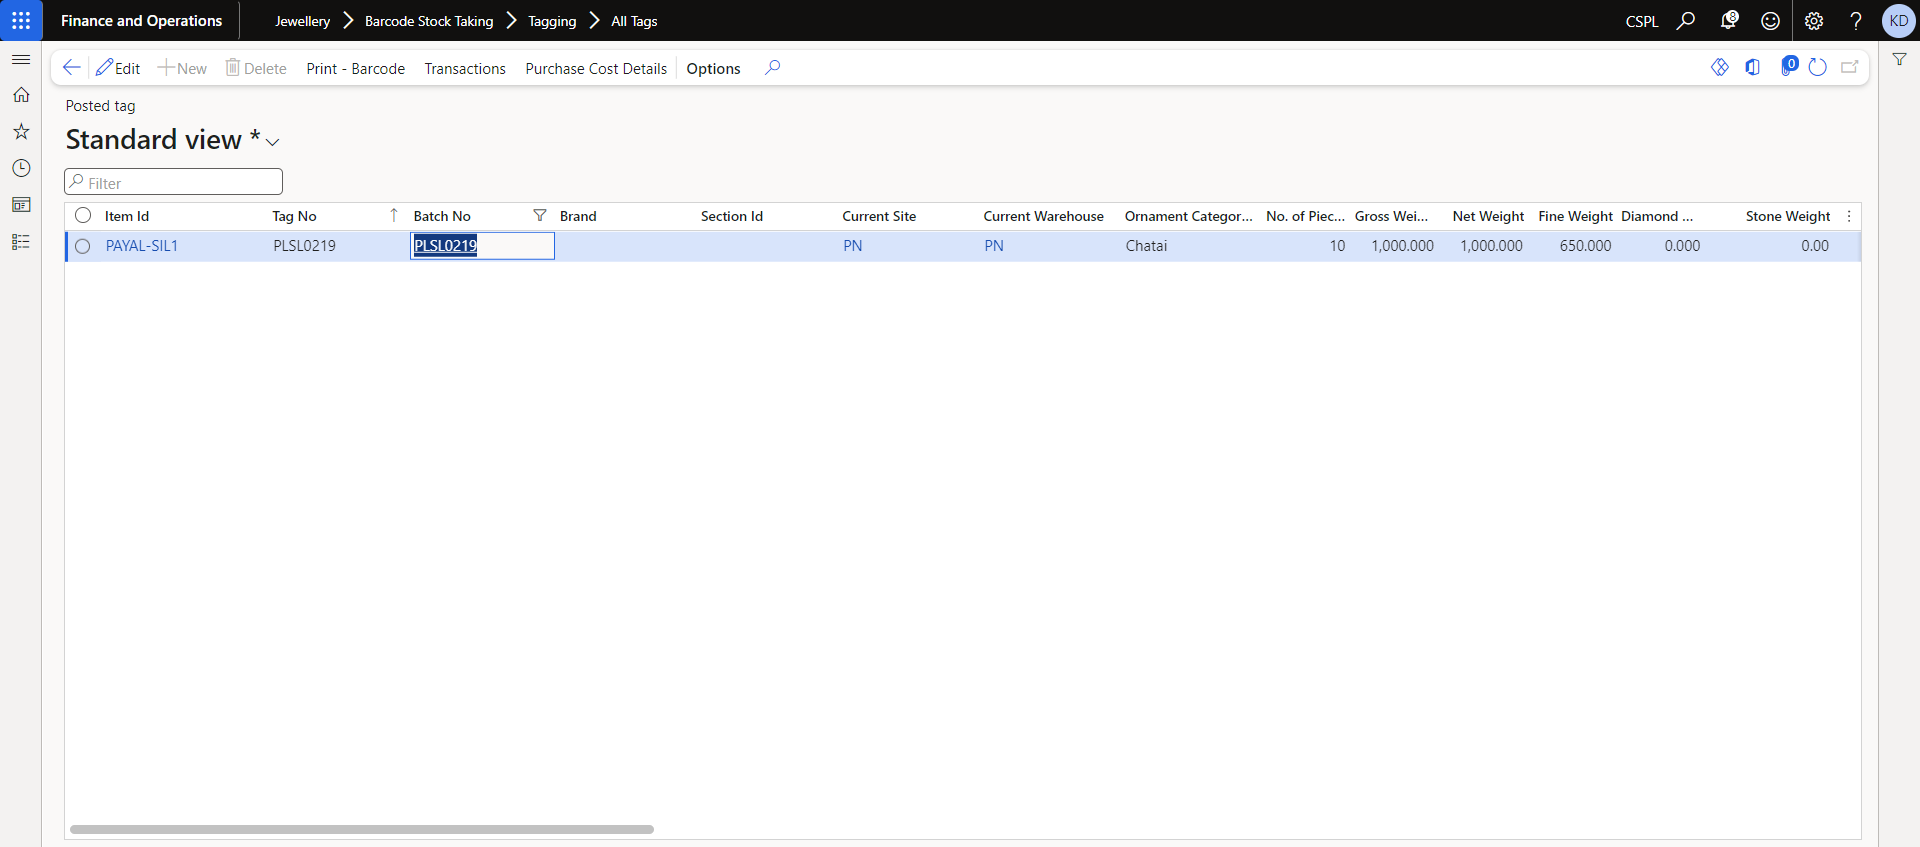 Finance and Operations Jewellery Barcode Stock Taking Tagging All Tags CSPL 8 ? KD
Edit New Delete Print - Barcode Transactions Purchase Cost Details Options 0
Posted tag
Standard view *
Filter
Item Id Tag No Batch No Brand Section Id Current Site Current Warehouse Ornament Categor... No. of Piec... Gross Wei... Net Weight Fine Weight Diamond ... Stone Weight
PAYAL-SIL1 PLSL0219 PLSL0219 PN PN Chatai 10 1,000.000 1,000.000 650.000 0.000 0.00